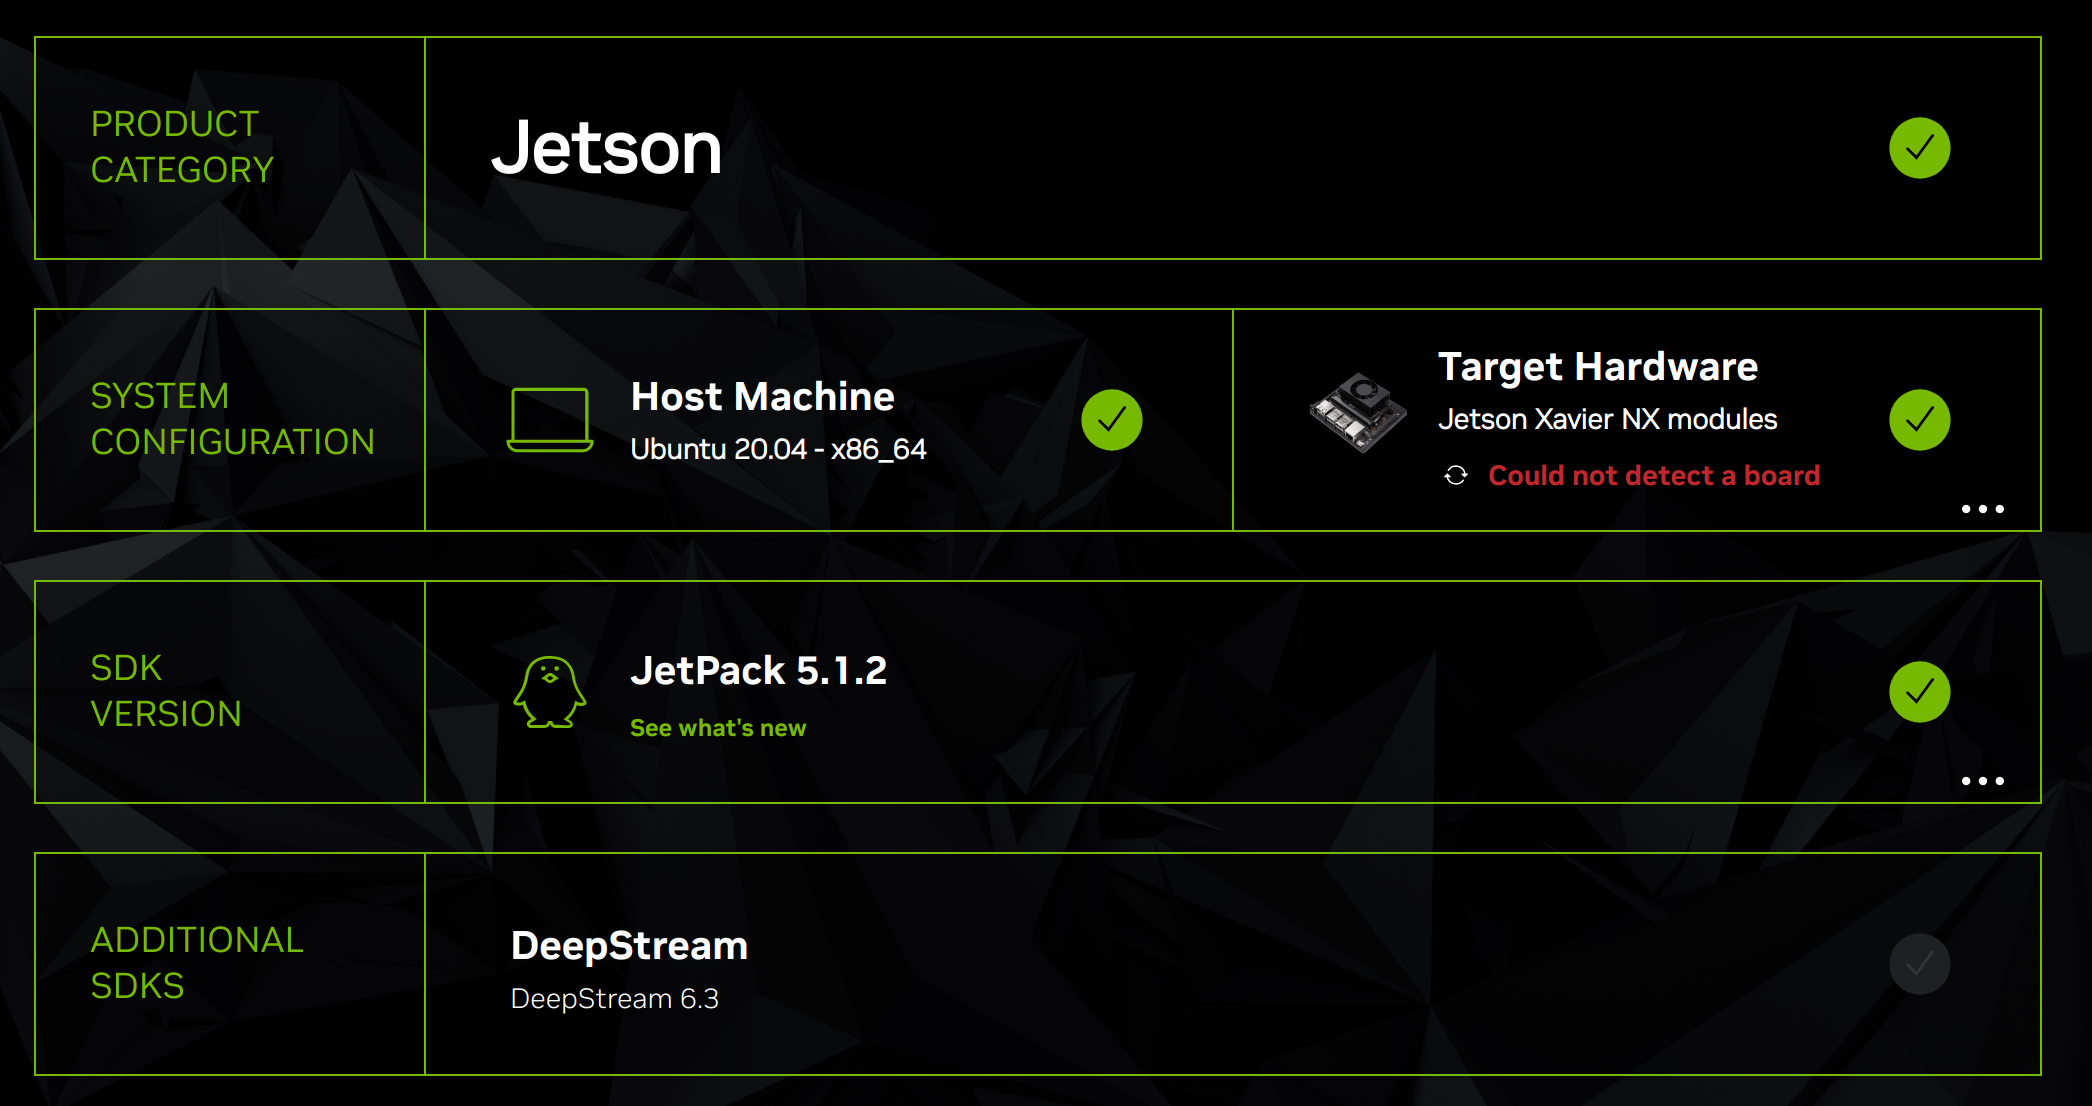 PRODUCT
CATEGORY
Jetson
SYSTEM
CONFIGURATION
Host Machine
Ubuntu 20.04 - x86_64
Target Hardware
Jetson Xavier NX modules
Could not detect a board
SDK
VERSION
JetPack 5.1.2
See what's new
ADDITIONAL
SDKS
DeepStream
DeepStream 6.3